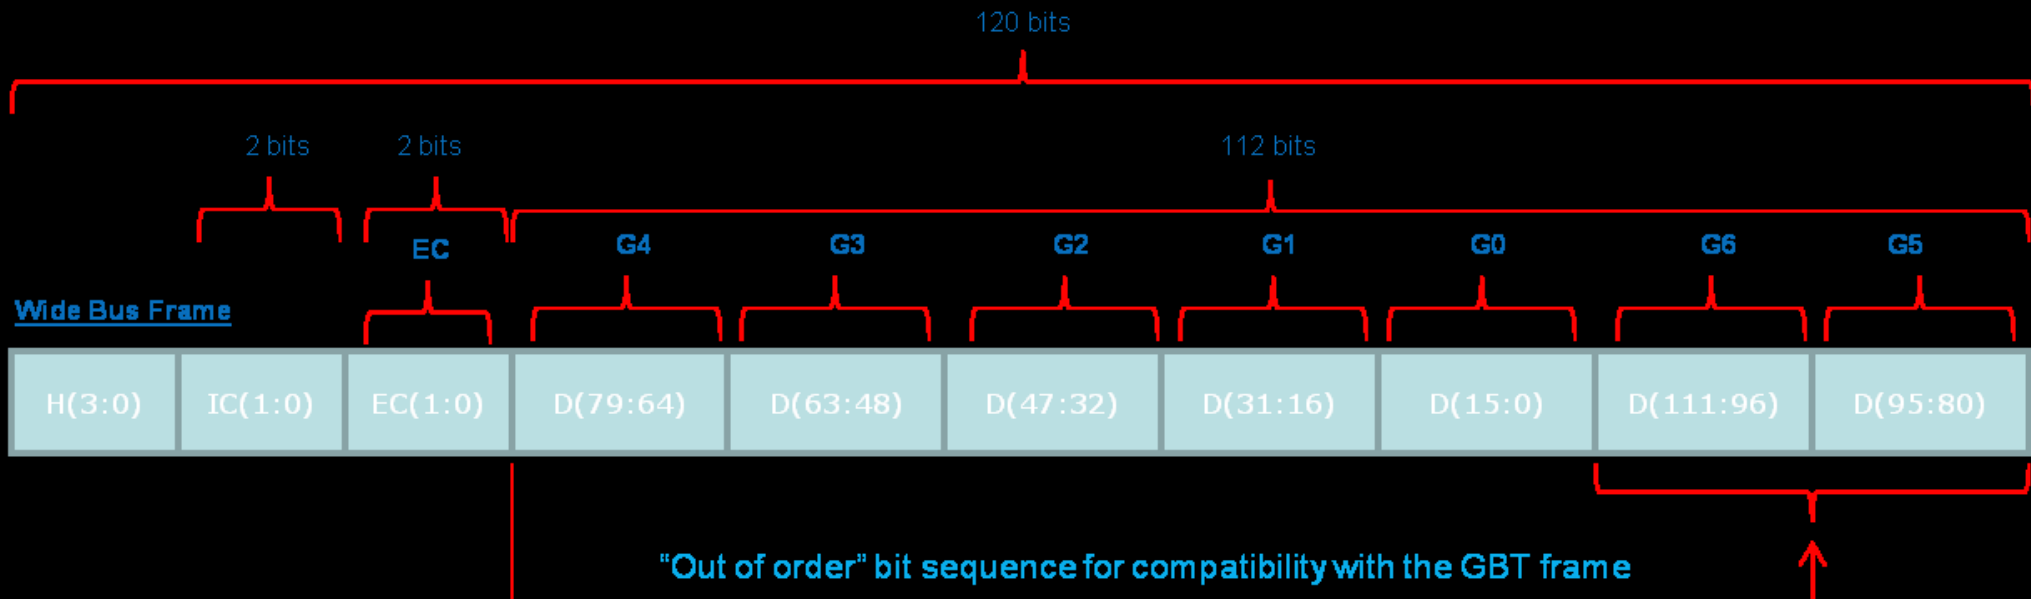 120 bits
2 bits 2 bits 112 bits
EC G4 G3 G2 G1 G0 G6 G5
Wide Bus Frame
H(3:0) IC(1:0) EC(1:0) D(79:64) D(63:48) D(47:32) D(31:16) D(15:0) D(111:96) D(95:80)
“Out of order” bit sequence for compatibility with the GBT frame